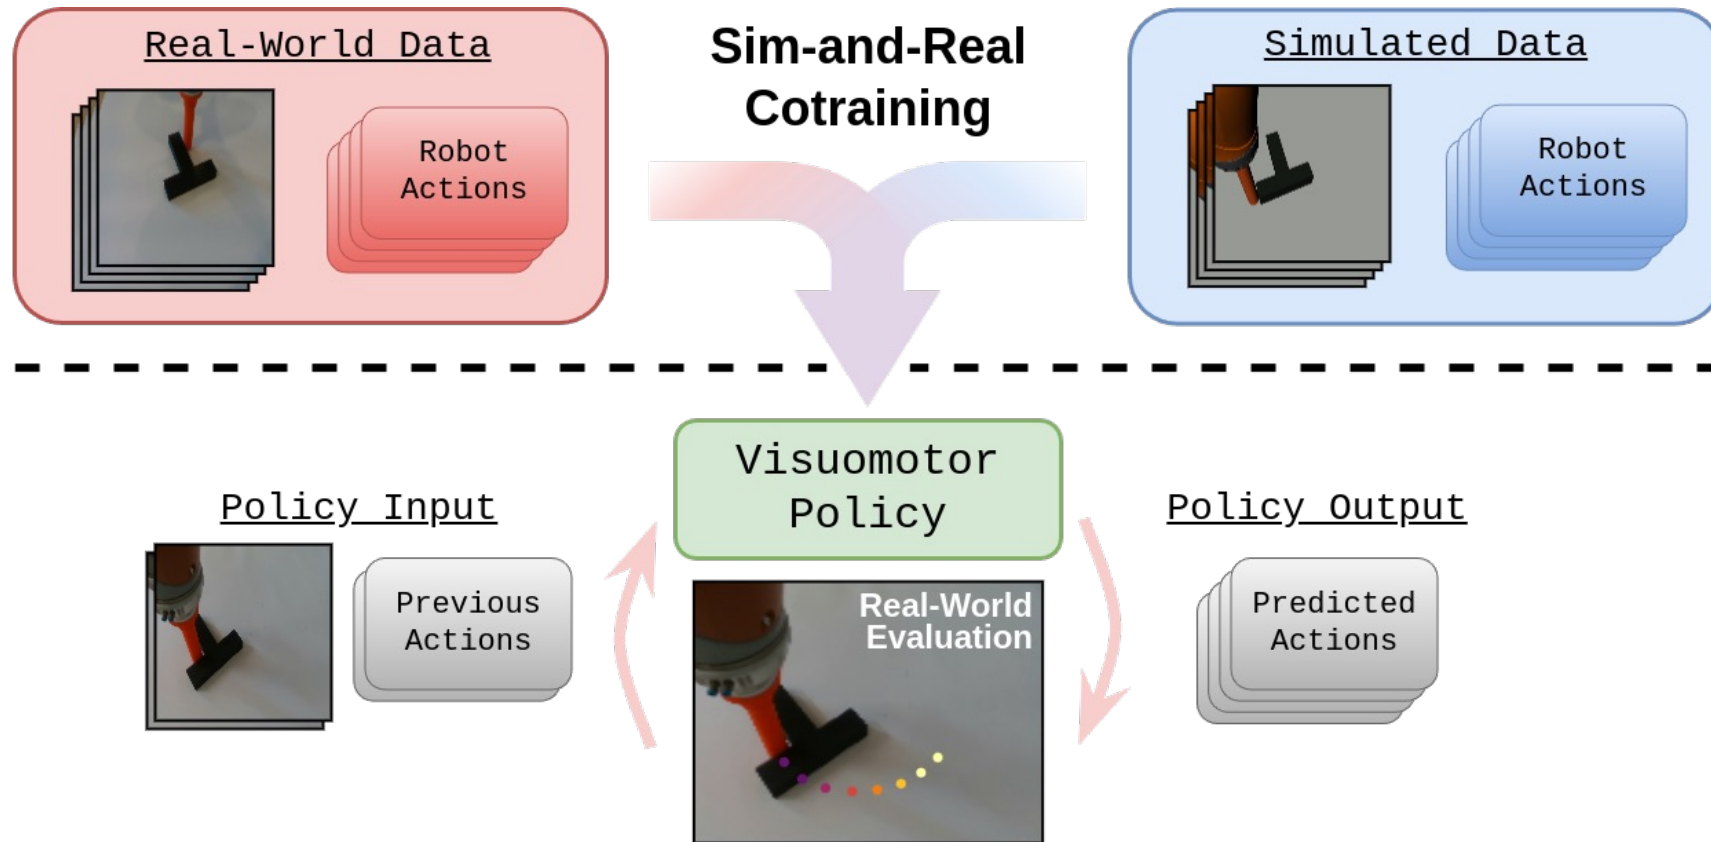 Real-World Data
Sim-and-Real
Cotraining
Simulated Data
Robot
Actions
Robot
Actions
Visuomotor
Policy
Policy Input
Previous
Actions
Real-World
Evaluation
Policy Output
Predicted
Actions